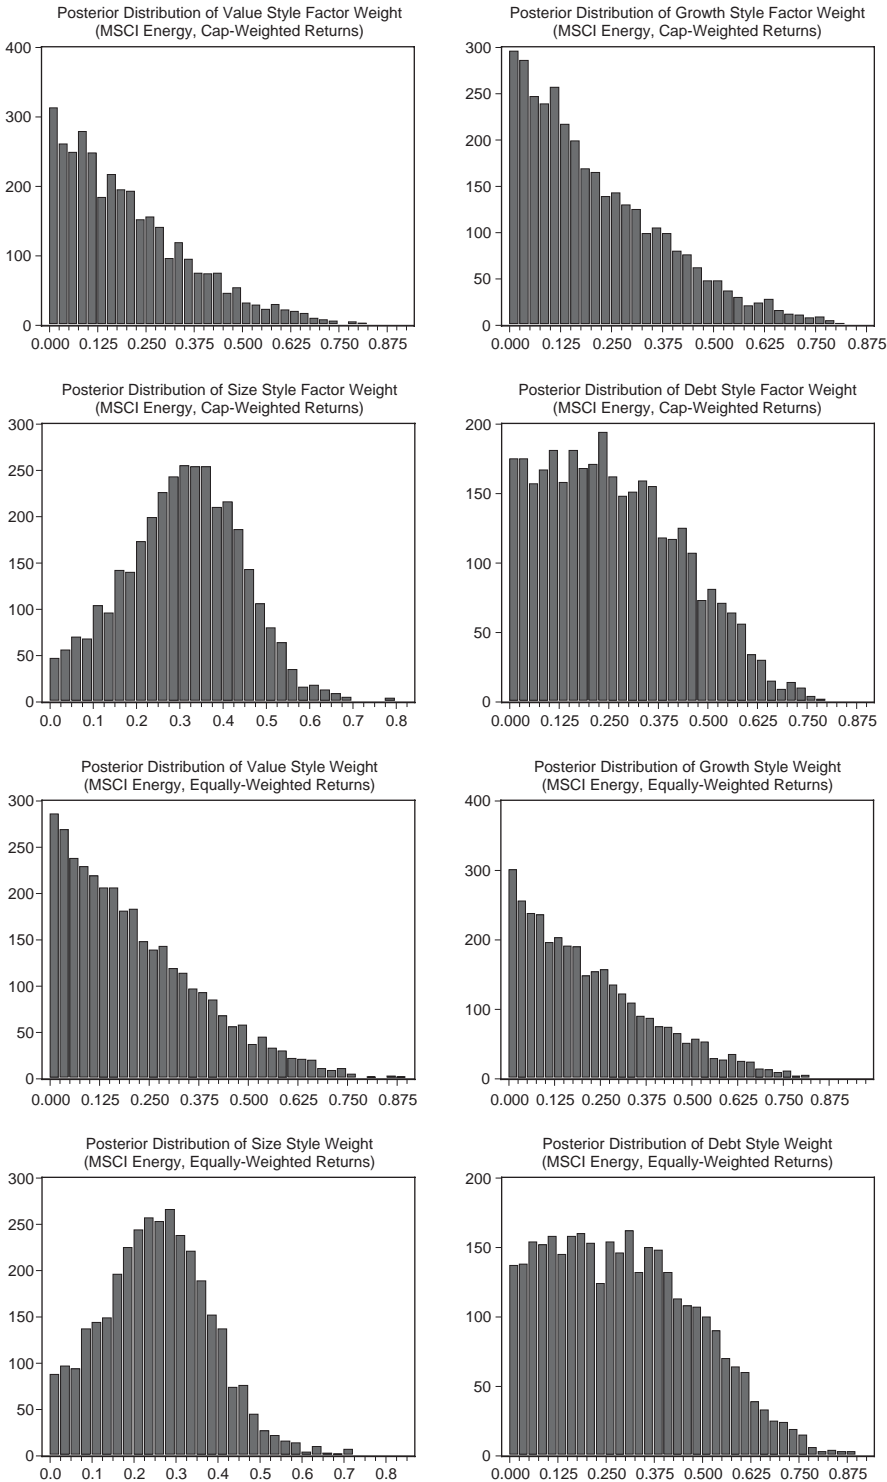 Posterior Distribution of Value Style Factor Weight
(MSCI Energy, Cap-Weighted Returns)
400
300
200
100
0
0.000 0.125 0.250 0.375 0.500 0.625 0.750 0.875
Posterior Distribution of Growth Style Factor Weight
(MSCI Energy, Cap-Weighted Returns)
300
250
200
150
100
50
0
0.000 0.125 0.250 0.375 0.500 0.625 0.750 0.875
Posterior Distribution of Size Style Factor Weight
(MSCI Energy, Cap-Weighted Returns)
300
250
200
150
100
50
0
0.0 0.1 0.2 0.3 0.4 0.5 0.6 0.7 0.8
Posterior Distribution of Debt Style Factor Weight
(MSCI Energy, Cap-Weighted Returns)
200
150
100
50
0
0.000 0.125 0.250 0.375 0.500 0.625 0.750 0.875
Posterior Distribution of Value Style Weight
(MSCI Energy, Equally-Weighted Returns)
300
250
200
150
100
50
0
0.000 0.125 0.250 0.375 0.500 0.625 0.750 0.875
Posterior Distribution of Growth Style Weight
(MSCI Energy, Equally-Weighted Returns)
400
300
200
100
0
0.000 0.125 0.250 0.375 0.500 0.625 0.750 0.875
Posterior Distribution of Size Style Weight
(MSCI Energy, Equally-Weighted Returns)
300
250
200
150
100
50
0
0.0 0.1 0.2 0.3 0.4 0.5 0.6 0.7 0.8
Posterior Distribution of Debt Style Weight
(MSCI Energy, Equally-Weighted Returns)
200
150
100
50
0
0.000 0.125 0.250 0.375 0.500 0.625 0.750 0.875